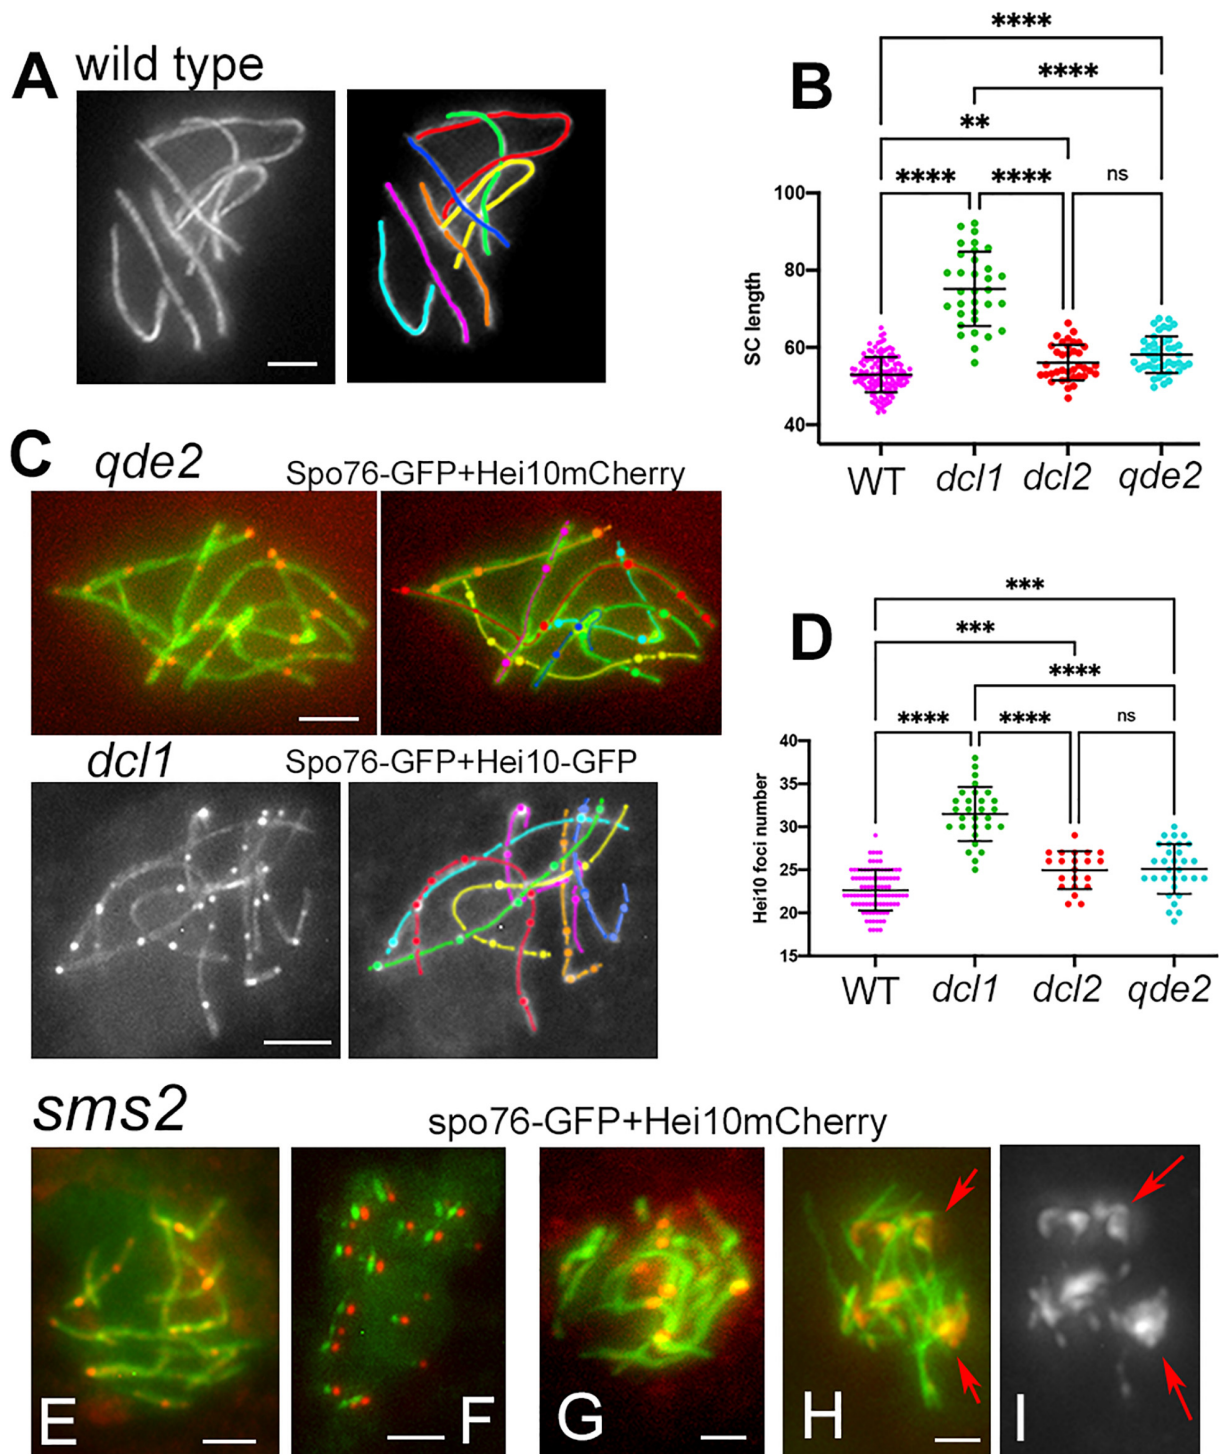 A wild type
B
****
****
**
**** **** ns
100
80
60
40
SC length
WT dcl1 dcl2 qde2
C qde2 Spo76-GFP+Hei10mCherry
dcl1 Spo76-GFP+Hei10-GFP
D
***
***
****
**** **** ns
40
35
30
25
20
15
Hei10 foci number
WT dcl1 dcl2 qde2
sms2 spo76-GFP+Hei10mCherry
E F G H I